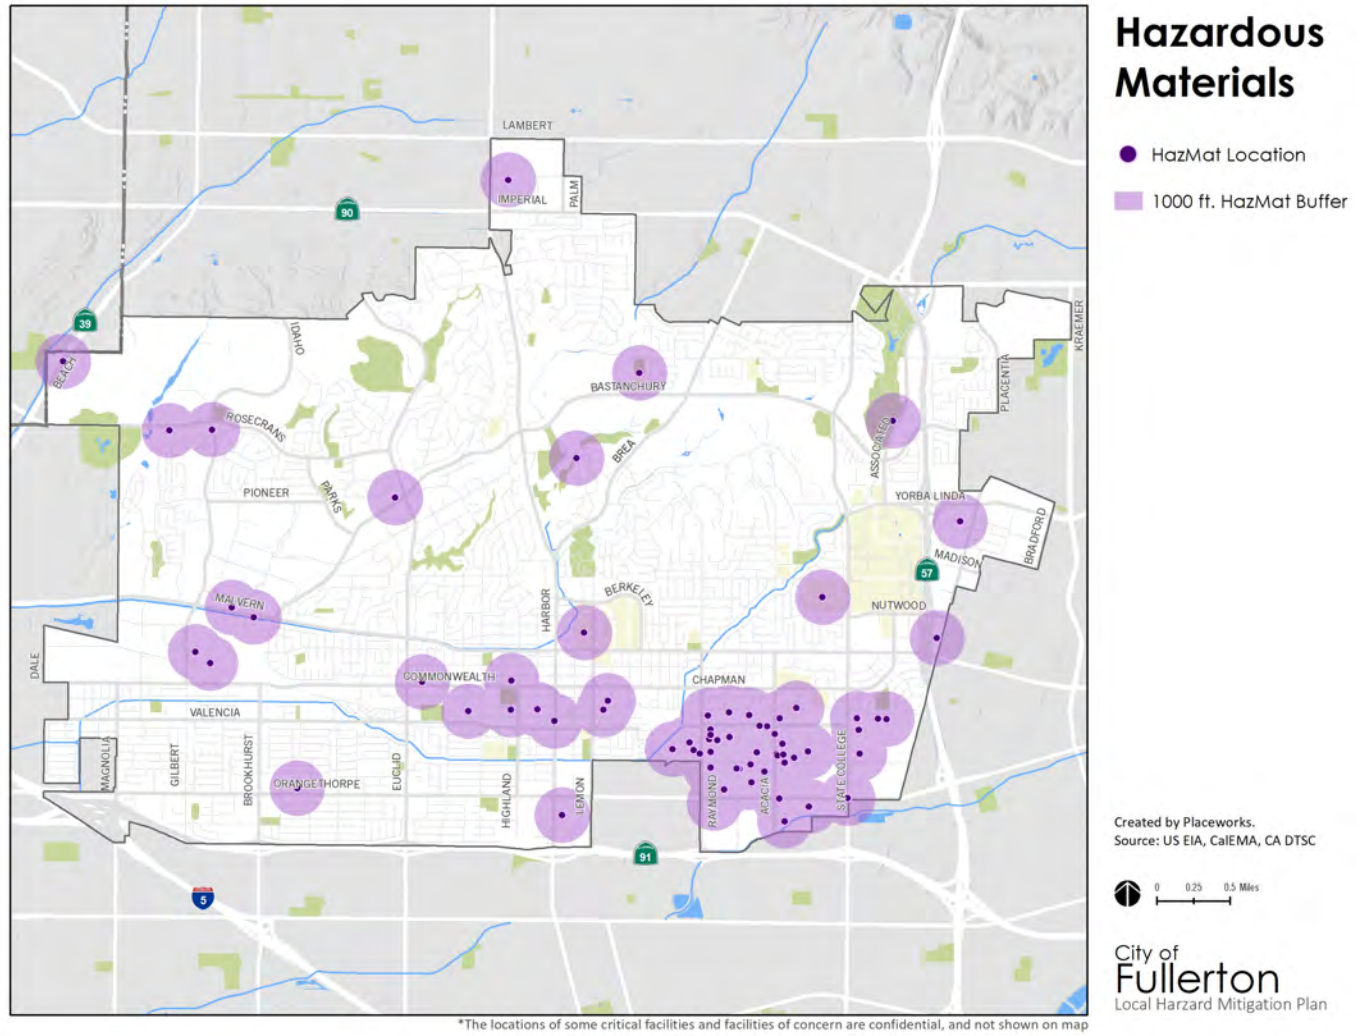 Hazardous
Materials
HazMat Location
1000 ft. HazMat Buffer
LAMBERT
PALM
IMPERIAL
90
39
BEACH
IDAHO
KRAEMER
PLACENTIA
BASTANCHURY
ROSECRANS
BREA
ASSOCIATED
PIONEER
PARKS
YORBA LINDA
BRADFORD
MADISON
57
MALVERN
HARBOR
BERKELEY
NUTWOOD
DALE
COMMONWEALTH
CHAPMAN
VALENCIA
MAGNOLIA
GILBERT
BROOKHURST
EUCLID
ORANGETHORPE
HIGHLAND
LEMON
RAYMOND
ACACIA
STATE COLLEGE
91
5
Created by Placeworks.
Source: US EIA, CalEMA, CA DTSC
0 0.25 0.5 Miles
City of
Fullerton
Local Harzard Mitigation Plan
*The locations of some critical facilities and facilities of concern are confidential, and not shown on map